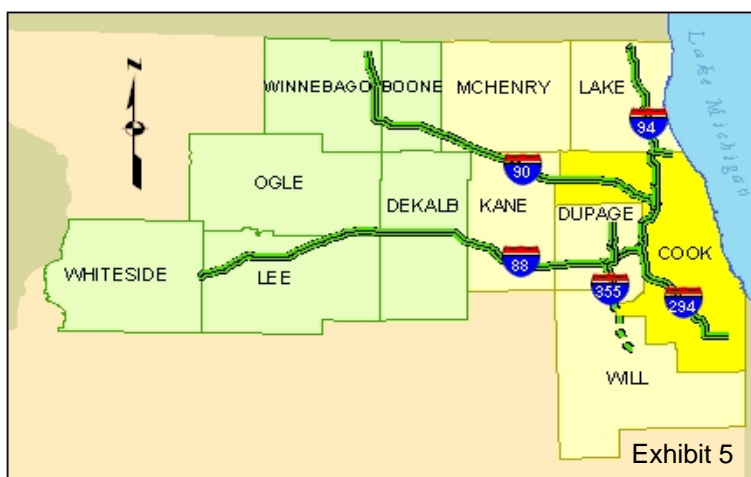 WINNEBAGO
BOONE
MCHENRY
LAKE
Lake Michigan
N
94
OGLE
90
DEKALB
KANE
DUPAGE
COOK
WHITESIDE
LEE
88
355
294
WILL
Exhibit 5